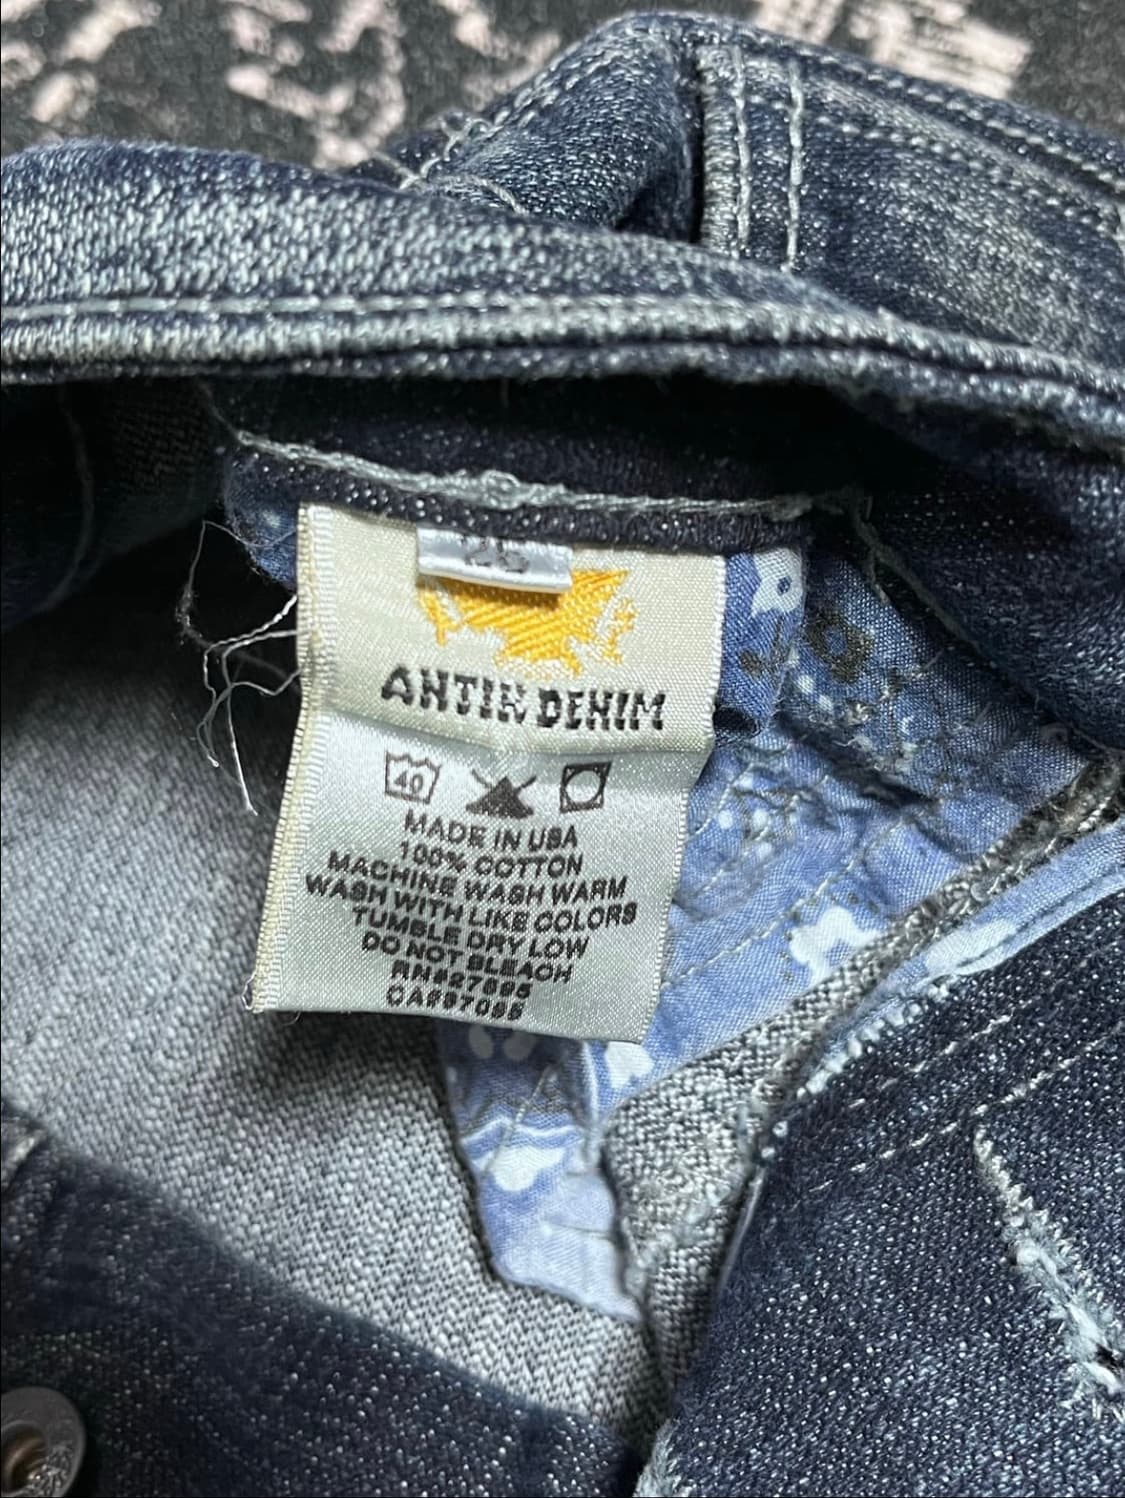 ANTIK DENIM
40
MADE IN USA
100% COTTON
MACHINE WASH WARM
WASH WITH LIKE COLORS
TUMBLE DRY LOW
DO NOT BLEACH